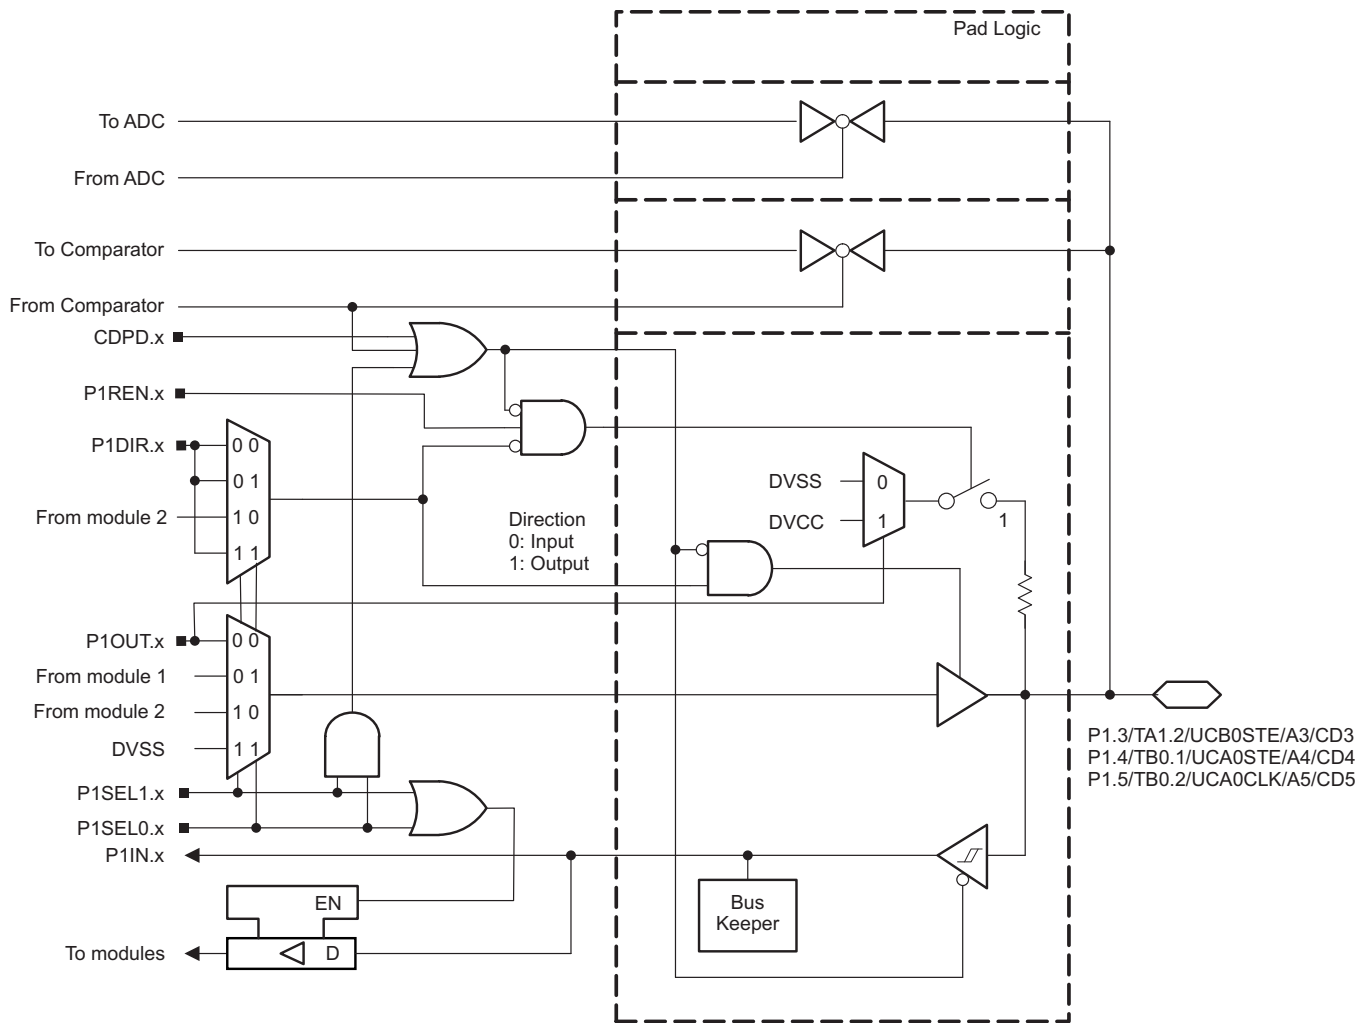 Pad Logic
To ADC
From ADC
To Comparator
From Comparator
CDPD.x
P1REN.x
P1DIR.x
0 0
0 1
From module 2
1 0
1 1
Direction
0: Input
1: Output
DVSS
0
DVCC
1
1
P1OUT.x
0 0
From module 1
0 1
From module 2
1 0
DVSS
1 1
P1.3/TA1.2/UCB0STE/A3/CD3
P1.4/TB0.1/UCA0STE/A4/CD4
P1.5/TB0.2/UCA0CLK/A5/CD5
P1SEL1.x
P1SEL0.x
P1IN.x
EN
Bus
Keeper
To modules
D